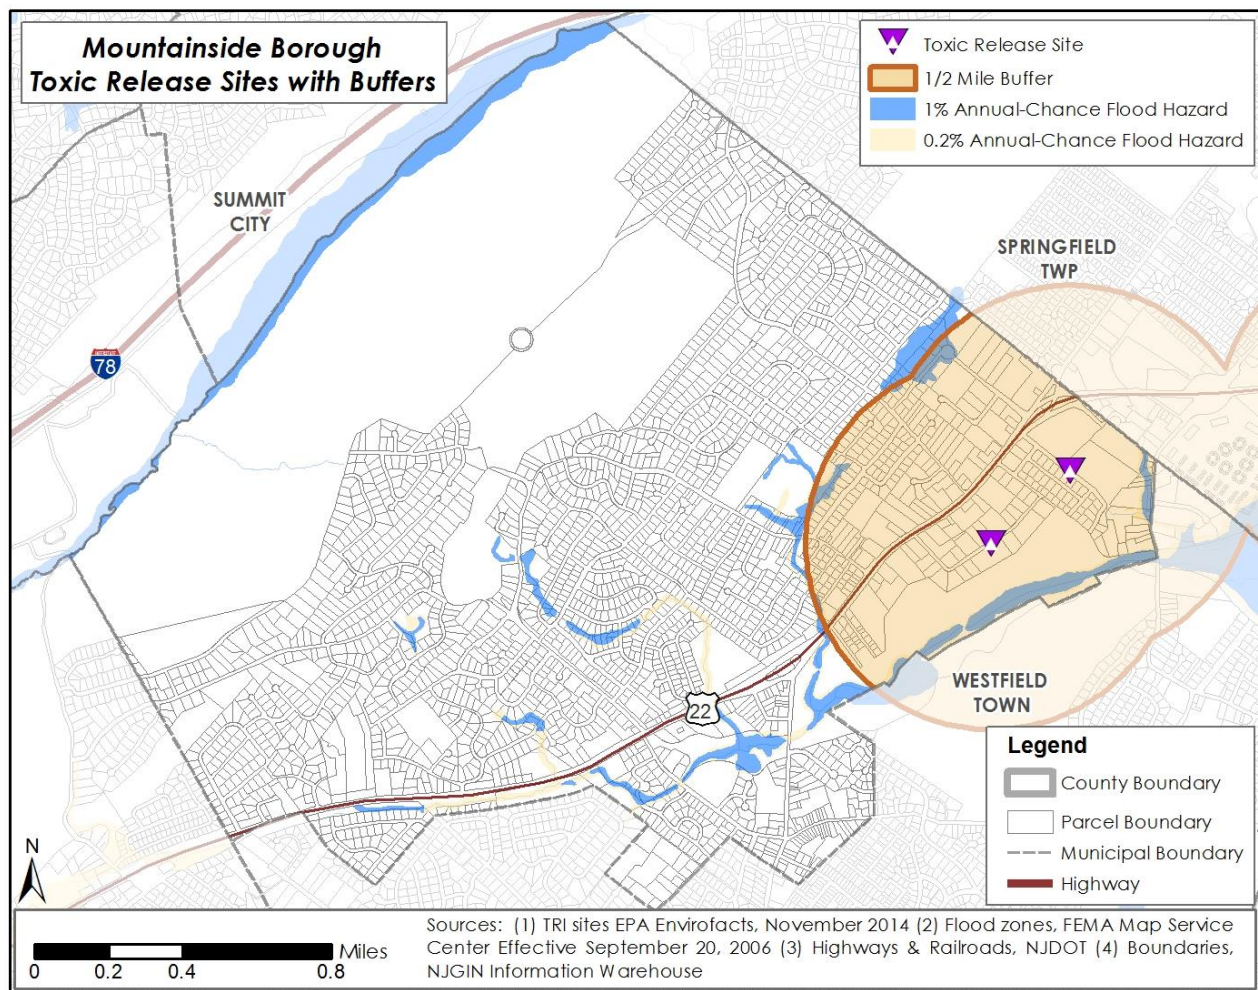 Mountainside Borough
Toxic Release Sites with Buffers
Toxic Release Site
1/2 Mile Buffer
1% Annual-Chance Flood Hazard
0.2% Annual-Chance Flood Hazard
SUMMIT
CITY
SPRINGFIELD
TWP
78
22
WESTFIELD
TOWN
Legend
County Boundary
Parcel Boundary
Municipal Boundary
Highway
N
Miles
0 0.2 0.4 0.8
Sources: (1) TRI sites EPA Envirofacts, November 2014 (2) Flood zones, FEMA Map Service
Center Effective September 20, 2006 (3) Highways & Railroads, NJDOT (4) Boundaries,
NJGIN Information Warehouse